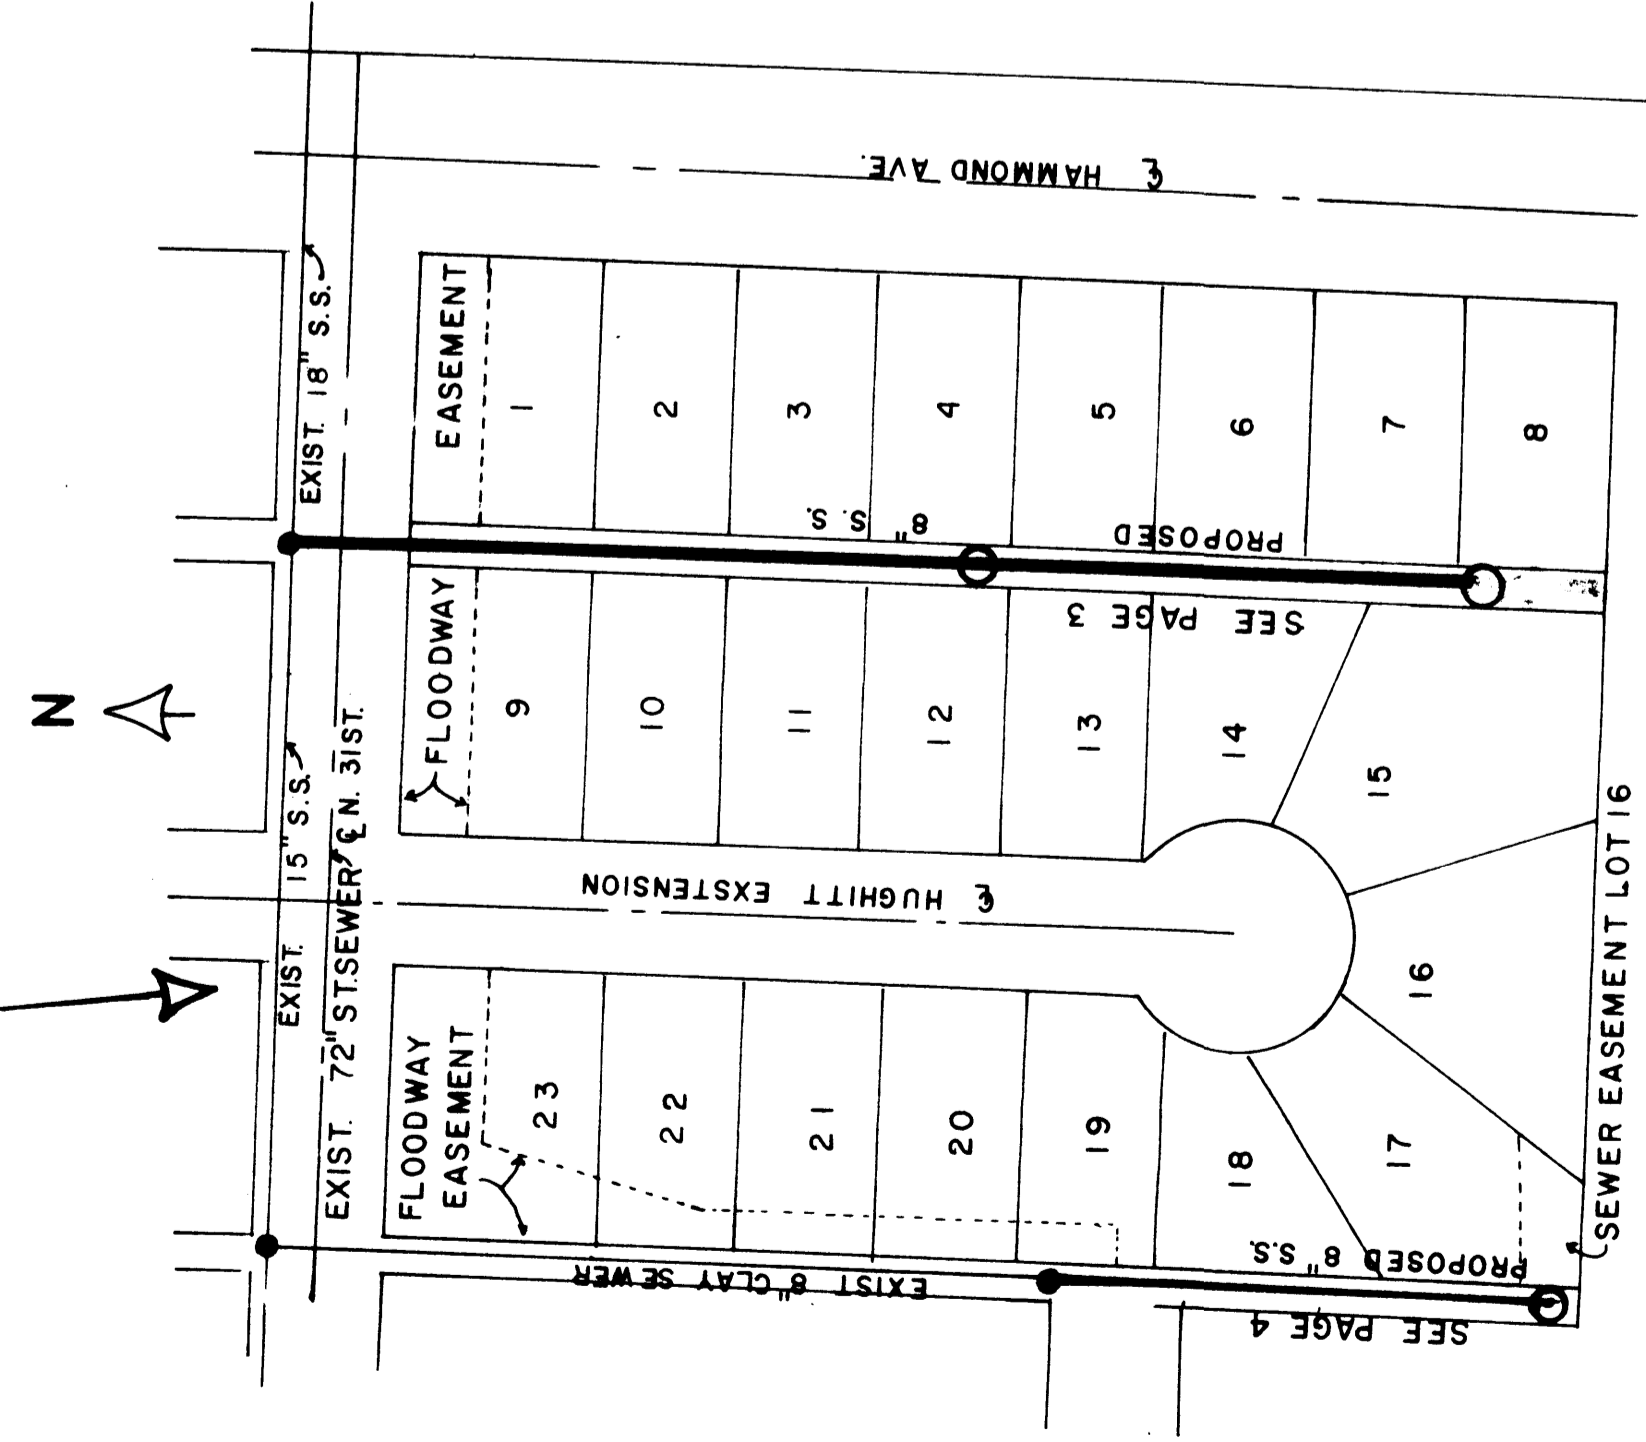 N
℄ HAMMOND AVE.
EXIST. 18" S.S.
EXIST. 15" S.S.
EXIST. 72" ST.SEWER
℄ N. 31ST.
EASEMENT
1
2
3
4
5
6
7
8
PROPOSED 8" S.S.
SEE PAGE 3
FLOODWAY
9
10
11
12
13
14
15
16
17
18
19
20
21
22
23
℄ HUGHITT EXSTENSION
FLOODWAY
EASEMENT
EXIST 8" CLAY SEWER
PROPOSED 8" S.S.
SEE PAGE 4
SEWER EASEMENT LOT 16